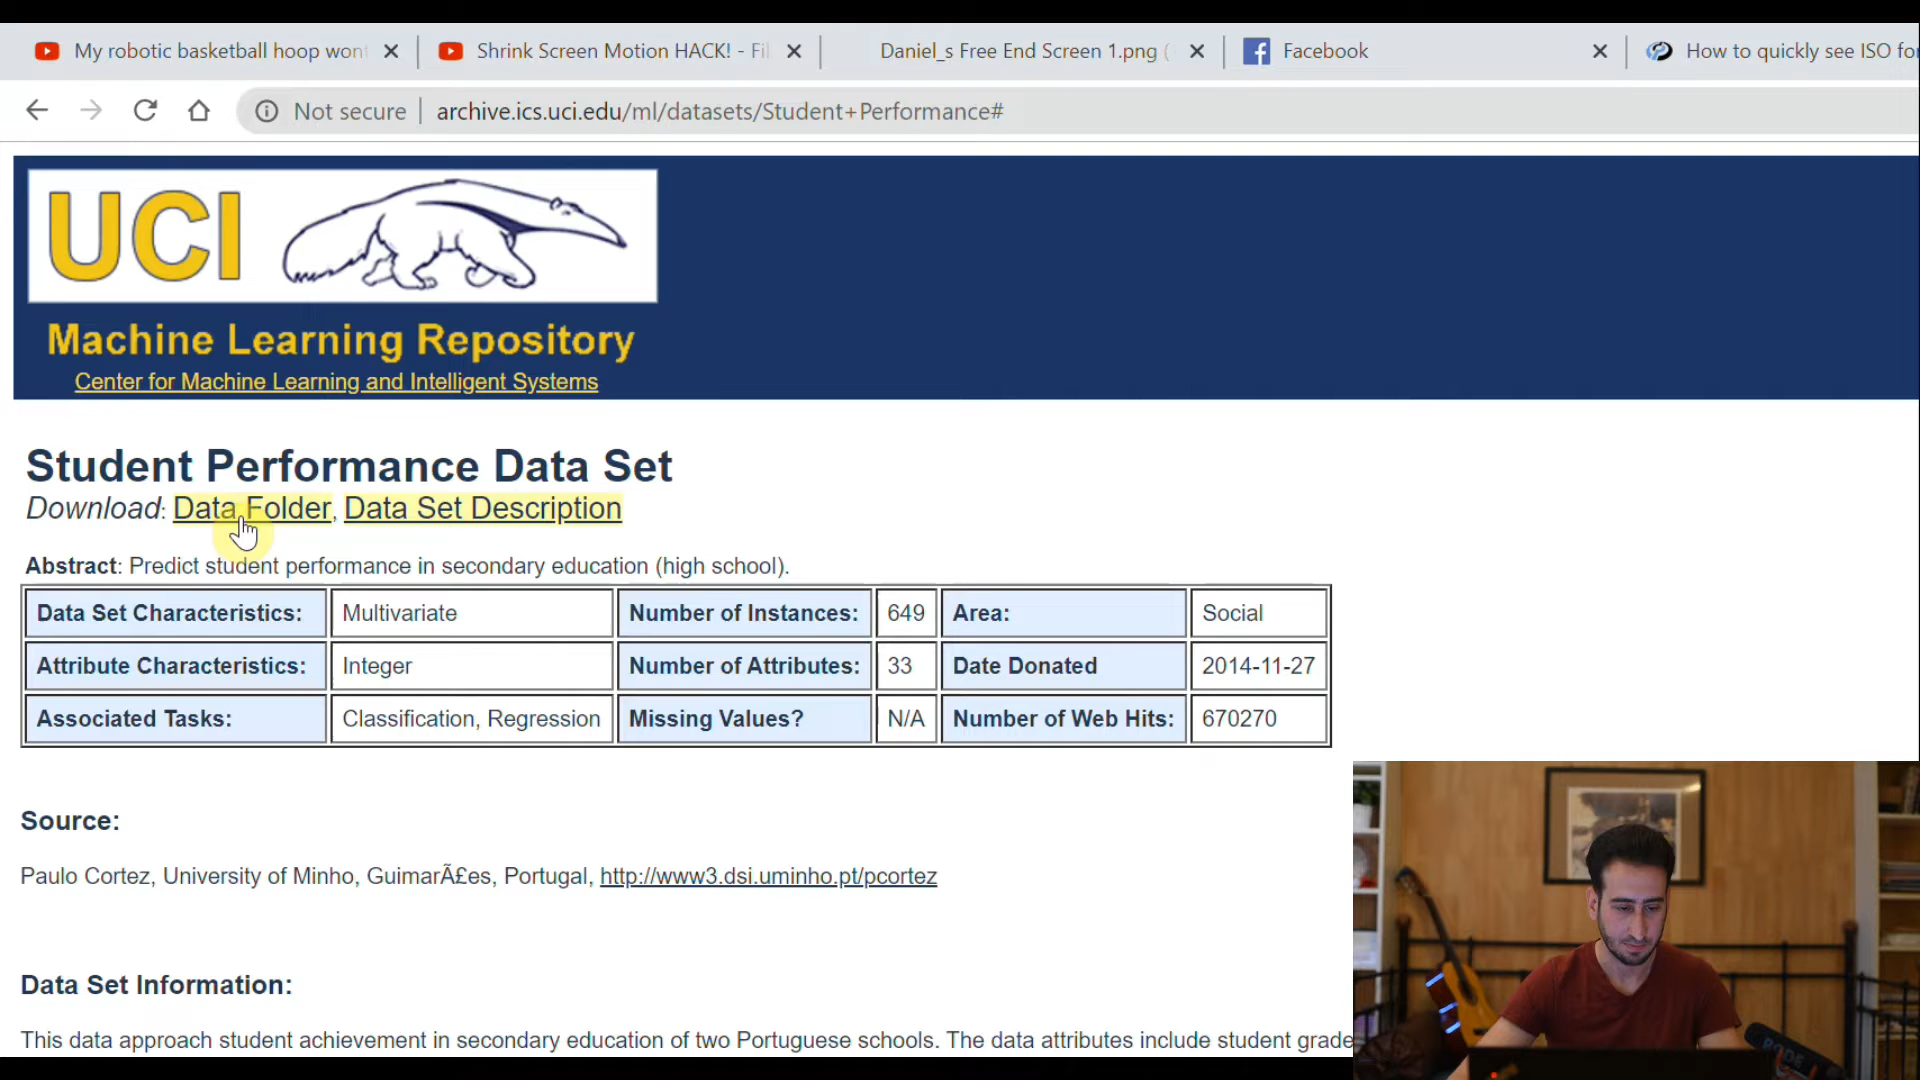 My robotic basketball hoop won
Shrink Screen Motion HACK! - Fil
Daniel_s Free End Screen 1.png (
Facebook
How to quickly see ISO for
Not secure
archive.ics.uci.edu/ml/datasets/Student+Performance#
UCI
Machine Learning Repository
Center for Machine Learning and Intelligent Systems
Student Performance Data Set
Download: Data Folder, Data Set Description
Abstract: Predict student performance in secondary education (high school).
Data Set Characteristics: Multivariate Number of Instances: 649 Area: Social
Attribute Characteristics: Integer Number of Attributes: 33 Date Donated 2014-11-27
Associated Tasks: Classification, Regression Missing Values? N/A Number of Web Hits: 670270
Source:
Paulo Cortez, University of Minho, GuimarÃ£es, Portugal, http://www3.dsi.uminho.pt/pcortez
Data Set Information:
This data approach student achievement in secondary education of two Portuguese schools. The data attributes include student grade
RODE